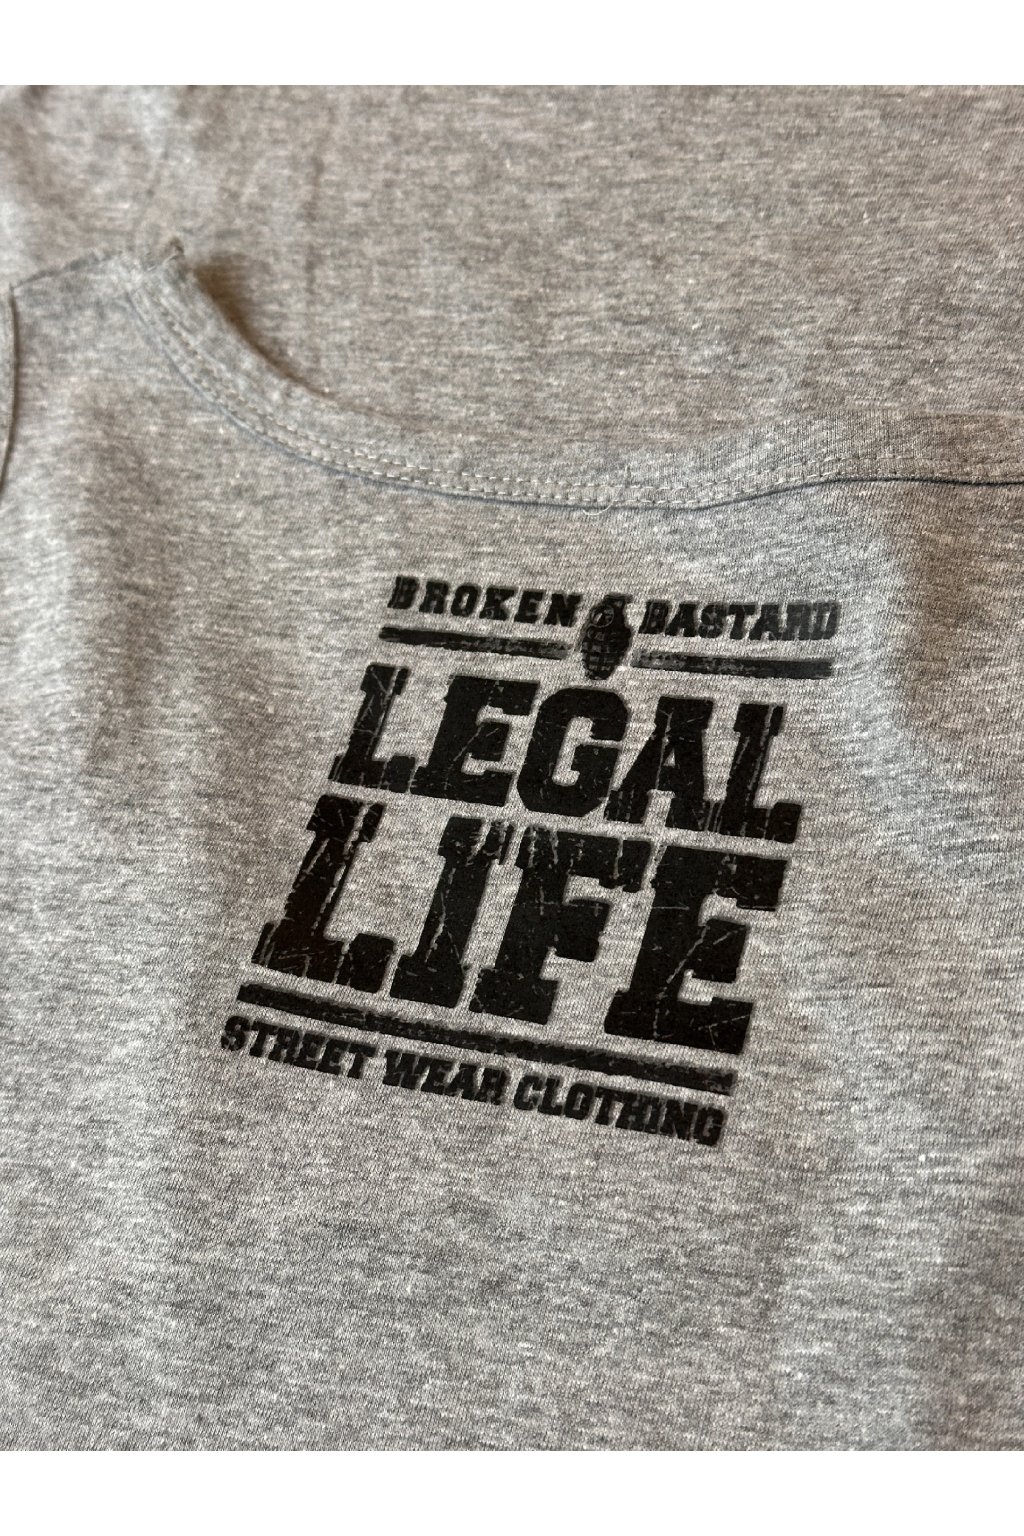 BROKEN BASTARD
LEGAL
LIFE
STREET WEAR CLOTHING